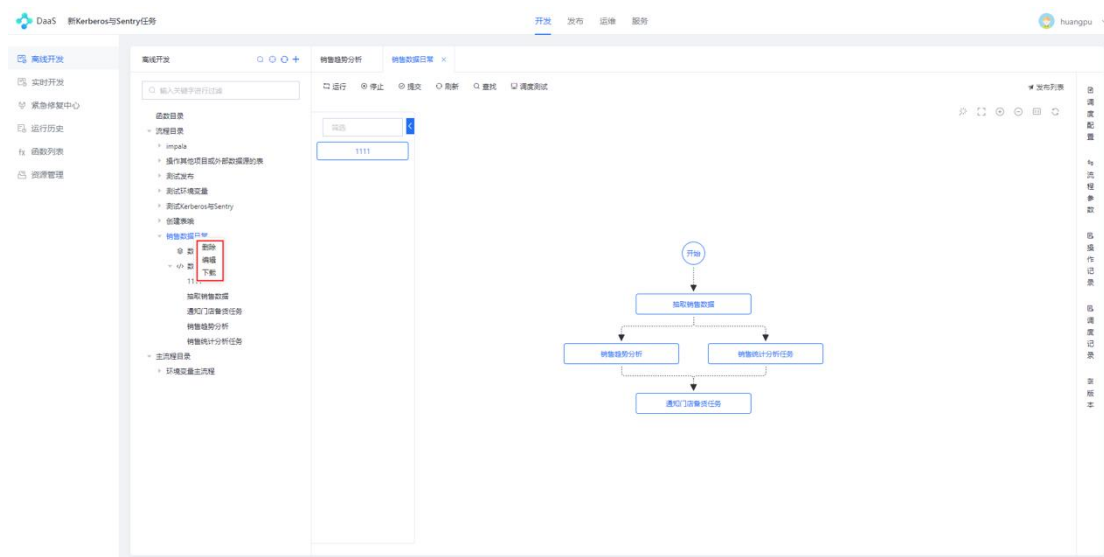 DaaS 新Kerberos与Sentry任务 开发 发布 运维 服务 huangpu
离线开发
实时开发
紧急修复中心
运行历史
fx 函数列表
资源管理
离线开发
输入关键字进行过滤
函数目录
流程目录
impala
操作其他项目或外部数据源的表
测试发布
测试环境变量
测试Kerberos与Sentry
创建表哦
销售数据日常
数
数
1111
抽取销售数据
通知门店备货任务
销售趋势分析
销售统计分析任务
主流程目录
环境变量主流程
删除
编辑
下载
销售趋势分析 销售数据日常 ×
运行 停止 提交 刷新 查找 调度测试 发布列表
筛选
1111
开始
抽取销售数据
销售趋势分析 销售统计分析任务
通知门店备货任务
调度配置
流程参数
操作记录
调度记录
版本